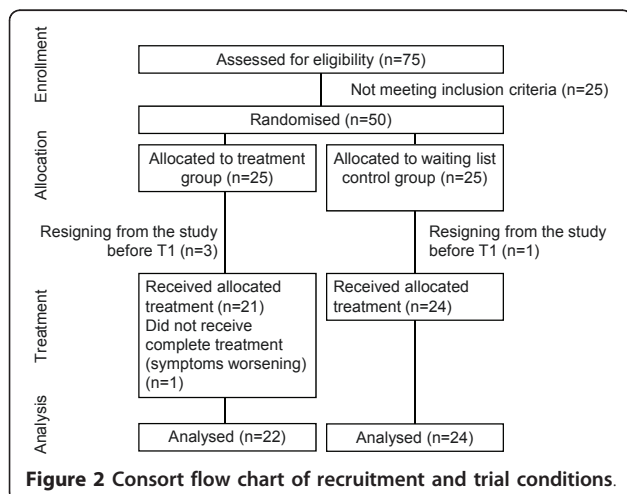 Enrollment
Assessed for eligibility (n=75)
Not meeting inclusion criteria (n=25)
Randomised (n=50)
Allocation
Allocated to treatment
group (n=25)
Allocated to waiting list
control group (n=25)
Resigning from the study
before T1 (n=3)
Resigning from the study
before T1(n=1)
Treatment
Received allocated
treatment (n=21)
Did not receive
complete treatment
(symptoms worsening)
(n=1)
Received allocated
treatment (n=24)
Analysis
Analysed (n=22)
Analysed (n=24)
Figure 2 Consort flow chart of recruitment and trial conditions.